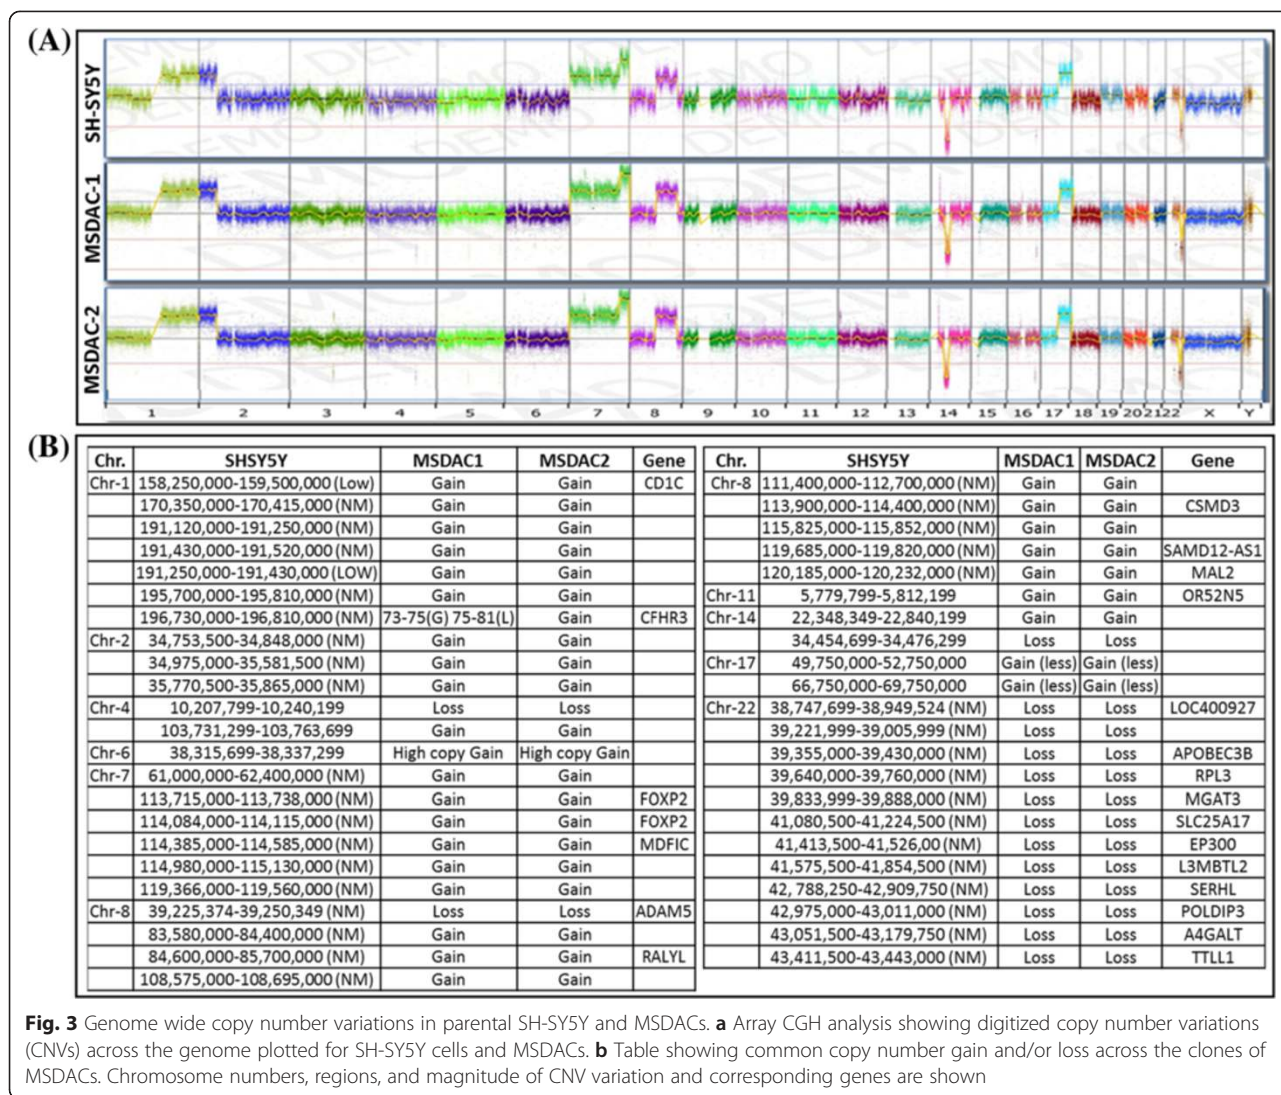 (A)
SH-SY5Y
MSDAC-1
MSDAC-2
DEMO
1 2 3 4 5 6 7 8 9 10 11 12 13 14 15 16 17 18 19 20 21 22 X Y
(B)
Chr. SHSY5Y MSDAC1 MSDAC2 Gene
Chr-1 158,250,000-159,500,000 (Low) Gain Gain CD1C
170,350,000-170,415,000 (NM) Gain Gain
191,120,000-191,250,000 (NM) Gain Gain
191,430,000-191,520,000 (NM) Gain Gain
191,250,000-191,430,000 (LOW) Gain Gain
195,700,000-195,810,000 (NM) Gain Gain
196,730,000-196,810,000 (NM) 73-75(G) 75-81(L) Gain CFHR3
Chr-2 34,753,500-34,848,000 (NM) Gain Gain
34,975,000-35,581,500 (NM) Gain Gain
35,770,500-35,865,000 (NM) Gain Gain
Chr-4 10,207,799-10,240,199 Loss Loss
103,731,299-103,763,699 Gain Gain
Chr-6 38,315,699-38,337,299 High copy Gain High copy Gain
Chr-7 61,000,000-62,400,000 (NM) Gain Gain
113,715,000-113,738,000 (NM) Gain Gain FOXP2
114,084,000-114,115,000 (NM) Gain Gain FOXP2
114,385,000-114,585,000 (NM) Gain Gain MDFIC
114,980,000-115,130,000 (NM) Gain Gain
119,366,000-119,560,000 (NM) Gain Gain
Chr-8 39,225,374-39,250,349 (NM) Loss Loss ADAM5
83,580,000-84,400,000 (NM) Gain Gain
84,600,000-85,700,000 (NM) Gain Gain RALYL
108,575,000-108,695,000 (NM) Gain Gain
Chr. SHSY5Y MSDAC1 MSDAC2 Gene
Chr-8 111,400,000-112,700,000 (NM) Gain Gain
113,900,000-114,400,000 (NM) Gain Gain CSMD3
115,825,000-115,852,000 (NM) Gain Gain
119,685,000-119,820,000 (NM) Gain Gain SAMD12-AS1
120,185,000-120,232,000 (NM) Gain Gain MAL2
Chr-11 5,779,799-5,812,199 Gain Gain OR52N5
Chr-14 22,348,349-22,840,199 Gain Gain
34,454,699-34,476,299 Loss Loss
Chr-17 49,750,000-52,750,000 Gain (less) Gain (less)
66,750,000-69,750,000 Gain (less) Gain (less)
Chr-22 38,747,699-38,949,524 (NM) Loss Loss LOC400927
39,221,999-39,005,999 (NM) Loss Loss
39,355,000-39,430,000 (NM) Loss Loss APOBEC3B
39,640,000-39,760,000 (NM) Loss Loss RPL3
39,833,999-39,888,000 (NM) Loss Loss MGAT3
41,080,500-41,224,500 (NM) Loss Loss SLC25A17
41,413,500-41,526,00 (NM) Loss Loss EP300
41,575,500-41,854,500 (NM) Loss Loss L3MBTL2
42, 788,250-42,909,750 (NM) Loss Loss SERHL
42,975,000-43,011,000 (NM) Loss Loss POLDIP3
43,051,500-43,179,750 (NM) Loss Loss A4GALT
43,411,500-43,443,000 (NM) Loss Loss TTLL1
Fig. 3 Genome wide copy number variations in parental SH-SY5Y and MSDACs. a Array CGH analysis showing digitized copy number variations
(CNVs) across the genome plotted for SH-SY5Y cells and MSDACs. b Table showing common copy number gain and/or loss across the clones of
MSDACs. Chromosome numbers, regions, and magnitude of CNV variation and corresponding genes are shown